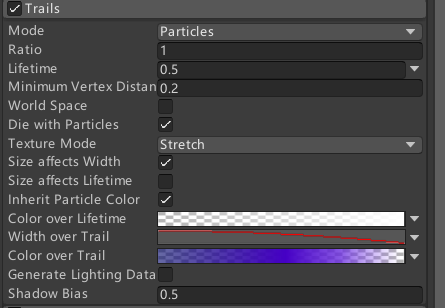 Trails
Mode Particles
Ratio 1
Lifetime 0.5
Minimum Vertex Distan 0.2
World Space
Die with Particles
Texture Mode Stretch
Size affects Width
Size affects Lifetime
Inherit Particle Color
Color over Lifetime
Width over Trail
Color over Trail
Generate Lighting Data
Shadow Bias 0.5